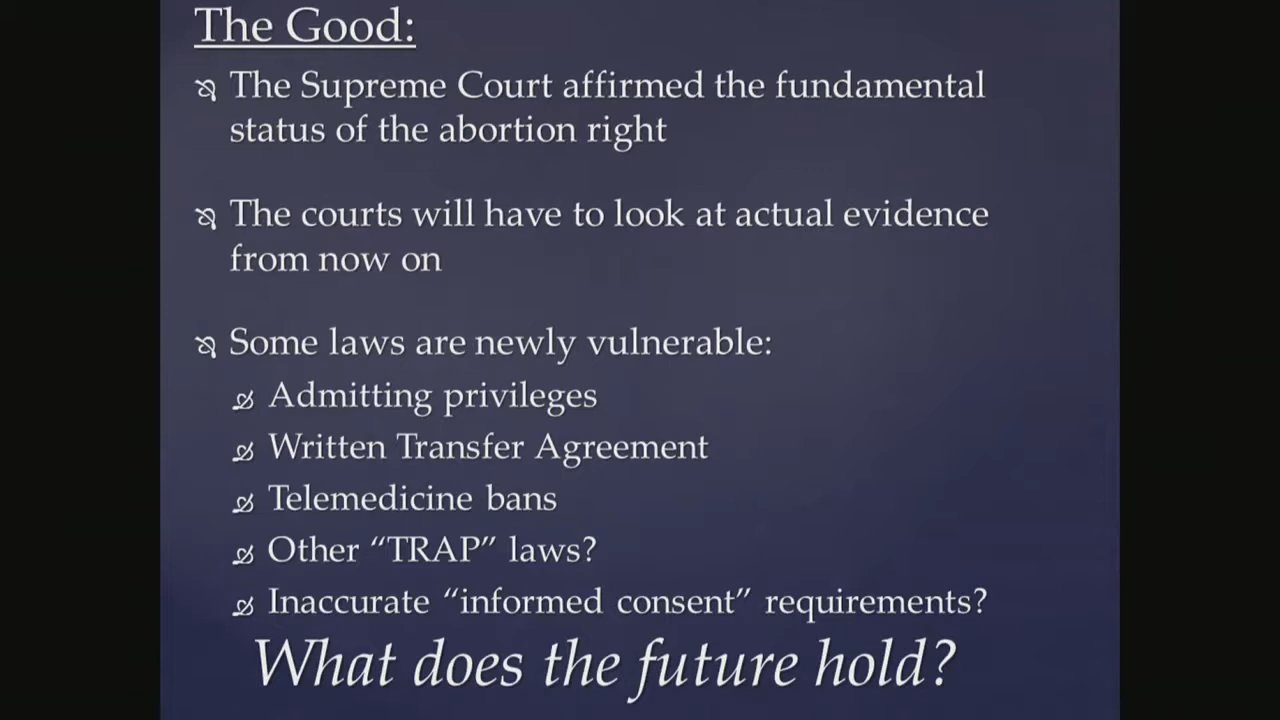 The Good:
The Supreme Court affirmed the fundamental
status of the abortion right
The courts will have to look at actual evidence
from now on
Some laws are newly vulnerable:
Admitting privileges
Written Transfer Agreement
Telemedicine bans
Other “TRAP” laws?
Inaccurate “informed consent” requirements?
What does the future hold?